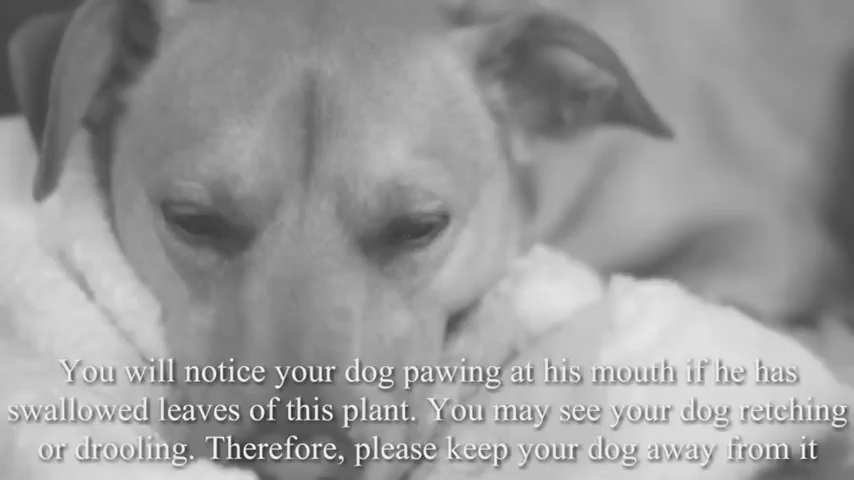 You will notice your dog pawing at his mouth if he has
swallowed leaves of this plant. You may see your dog retching
or drooling. Therefore, please keep your dog away from it